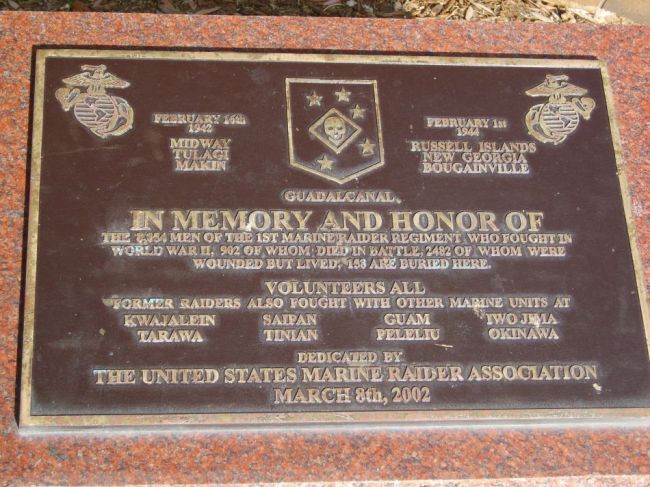 FEBRUARY 16th
1942
MIDWAY
TULAGI
MAKIN
FEBRUARY 1st
1944
RUSSELL ISLANDS
NEW GEORGIA
BOUGAINVILLE
GUADALCANAL
IN MEMORY AND HONOR OF
THE MEN OF THE 1ST MARINE RAIDER REGIMENT WHO FOUGHT IN
WORLD WAR II, 902 OF WHOM DIED IN BATTLE, 2482 OF WHOM WERE
WOUNDED BUT LIVED, ARE BURIED HERE.
VOLUNTEERS ALL
FORMER RAIDERS ALSO FOUGHT WITH OTHER MARINE UNITS AT
KWAJALEIN SAIPAN GUAM IWO JIMA
TARAWA TINIAN PELELIU OKINAWA
DEDICATED BY
THE UNITED STATES MARINE RAIDER ASSOCIATION
MARCH 8th, 2002